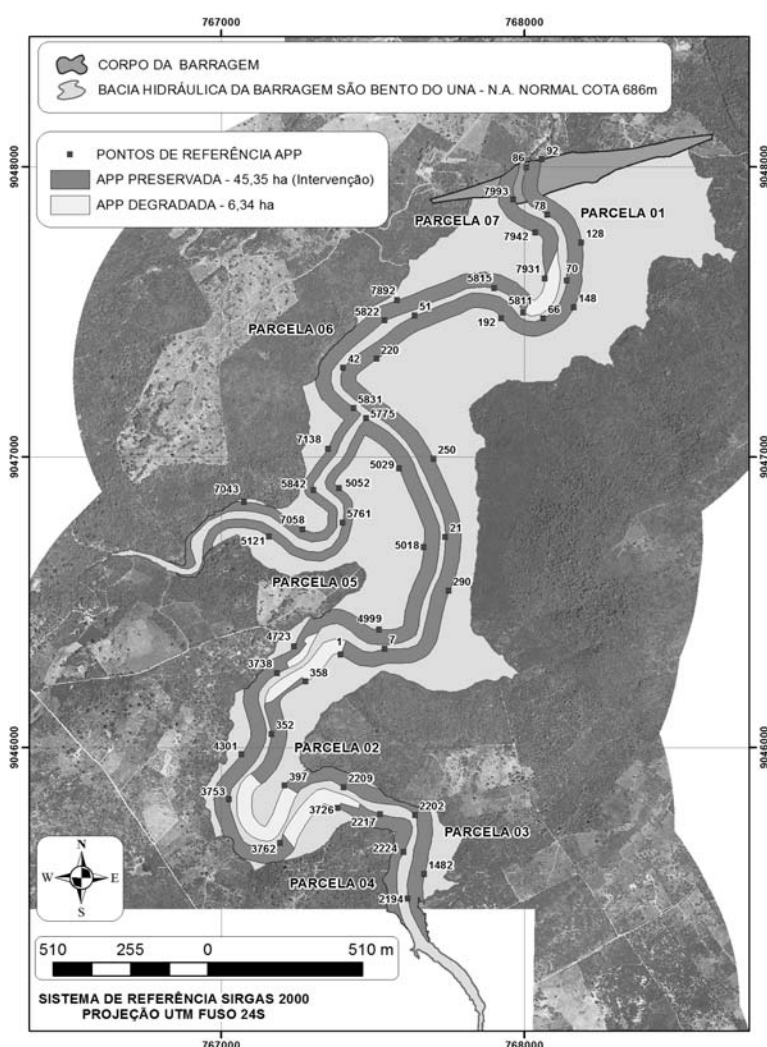 767000 768000
CORPO DA BARRAGEM
BACIA HIDRÁULICA DA BARRAGEM SÃO BENTO DO UNA - N.A. NORMAL COTA 686m
PONTOS DE REFERÊNCIA APP
APP PRESERVADA - 45,35 ha (Intervenção)
APP DEGRADADA - 6,34 ha
9048000 9048000
86 92
7993
78
PARCELA 07 PARCELA 01
7942 128
7931 70
5815
7892 51 5811 148
5822 192 66
PARCELA 06
220
42
5831
5775
7138 250
5029
9047000 9047000
5842 5052
7043
7058 5761
5121 21
5018
PARCELA 05
290
4999
4723 1 7
3738
358
352
4301 PARCELA 02
9046000 9046000
397 2209
3753 3726 2202
2217 PARCELA 03
3762 2224
1482
PARCELA 04
2194
N
W E
S
510 255 0 510 m
SISTEMA DE REFERÊNCIA SIRGAS 2000
PROJEÇÃO UTM FUSO 24S
767000 768000